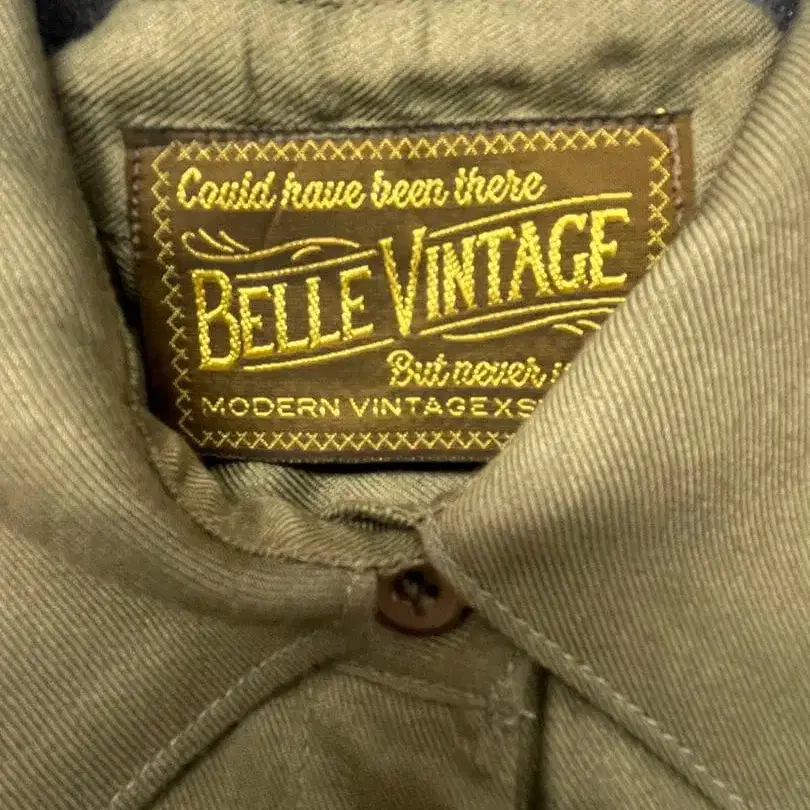 Could have been there
BELLE VINTAGE
But never
MODERN VINTAGEXS